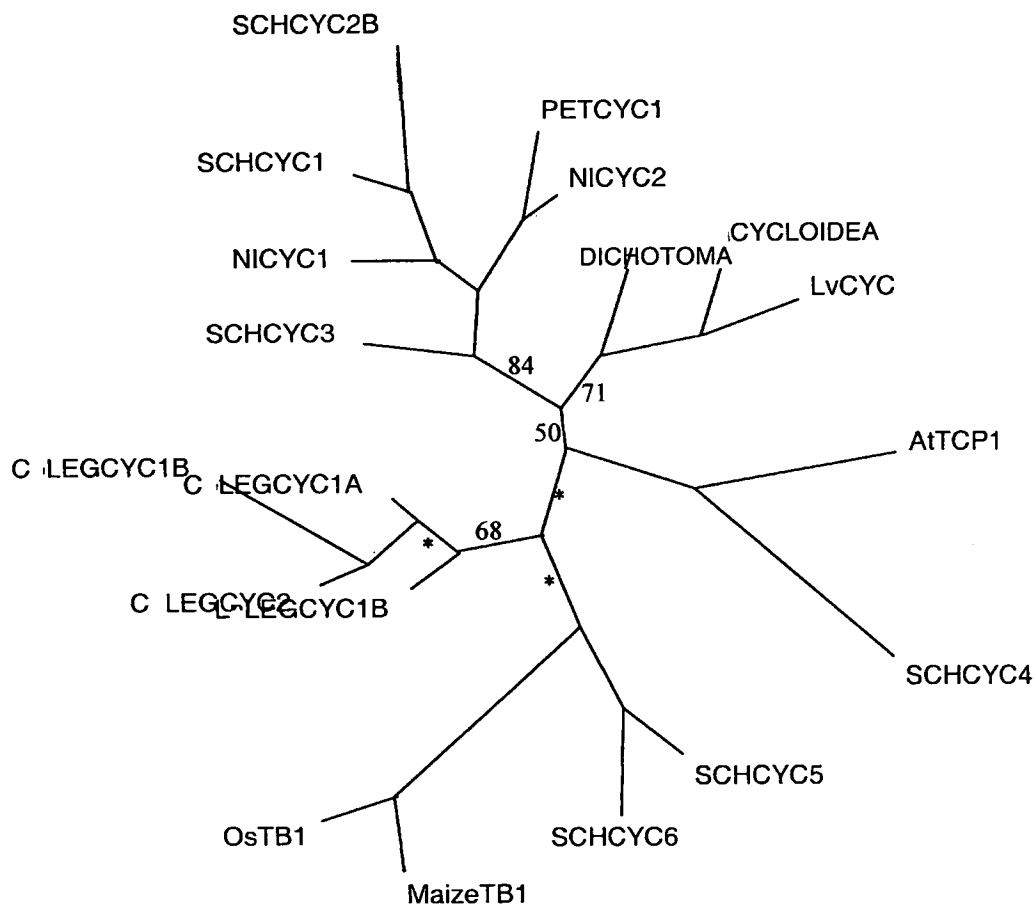 SCHCYC2B
PETCYC1
SCHCYC1
NICYC2
CYCLOIDEA
NICYC1
DICHOTOMA
LvCYC
SCHCYC3
84
71
50
AtTCP1
C LEGCYC1B
C LEGCYC1A
*
68
*
*
C LEGCYC2
L LEGCYC1B
SCHCYC4
SCHCYC5
OsTB1
SCHCYC6
MaizeTB1